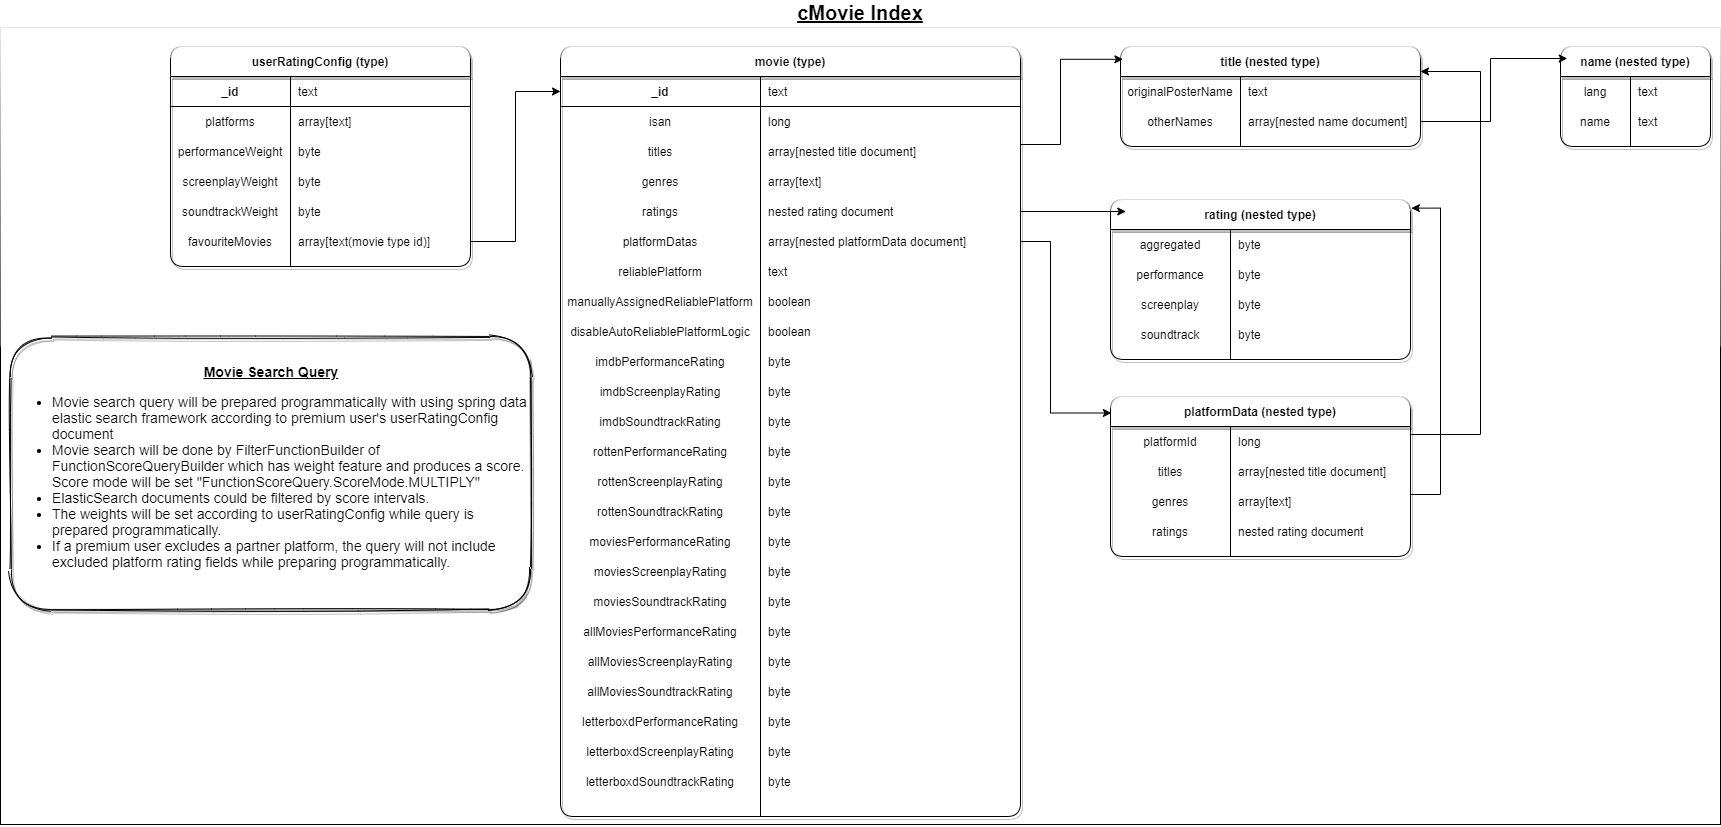 cMovie Index
userRatingConfig (type)
_id text
platforms array[text]
performanceWeight byte
screenplayWeight byte
soundtrackWeight byte
favouriteMovies array[text(movie type id)]
movie (type)
_id text
isan long
titles array[nested title document]
genres array[text]
ratings nested rating document
platformDatas array[nested platformData document]
reliablePlatform text
manuallyAssignedReliablePlatform boolean
disableAutoReliablePlatformLogic boolean
imdbPerformanceRating byte
imdbScreenplayRating byte
imdbSoundtrackRating byte
rottenPerformanceRating byte
rottenScreenplayRating byte
rottenSoundtrackRating byte
moviesPerformanceRating byte
moviesScreenplayRating byte
moviesSoundtrackRating byte
allMoviesPerformanceRating byte
allMoviesScreenplayRating byte
allMoviesSoundtrackRating byte
letterboxdPerformanceRating byte
letterboxdScreenplayRating byte
letterboxdSoundtrackRating byte
title (nested type)
originalPosterName text
otherNames array[nested name document]
name (nested type)
lang text
name text
rating (nested type)
aggregated byte
performance byte
screenplay byte
soundtrack byte
platformData (nested type)
platformId long
titles array[nested title document]
genres array[text]
ratings nested rating document
Movie Search Query
• Movie search query will be prepared programmatically with using spring data
elastic search framework according to premium user's userRatingConfig
document
• Movie search will be done by FilterFunctionBuilder of
FunctionScoreQueryBuilder which has weight feature and produces a score.
Score mode will be set "FunctionScoreQuery.ScoreMode.MULTIPLY"
• ElasticSearch documents could be filtered by score intervals.
• The weights will be set according to userRatingConfig while query is
prepared programmatically.
• If a premium user excludes a partner platform, the query will not include
excluded platform rating fields while preparing programmatically.